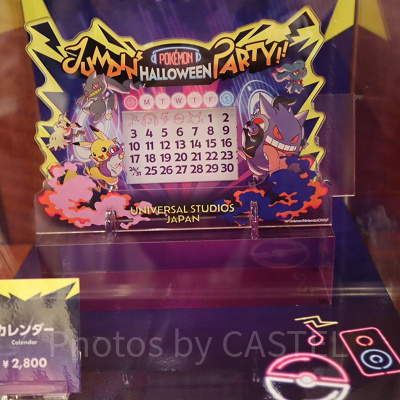 JUMPIN' POKÉMON HALLOWEEN PARTY!!
S M T W T F S
1 2
3 4 5 6 7 8 9
10 11 12 13 14 15 16
17 18 19 20 21 22 23
24/31 25 26 27 28 29 30
UNIVERSAL STUDIOS
JAPAN
カレンダー
Calendar
¥2,800
Photos by CASTEL